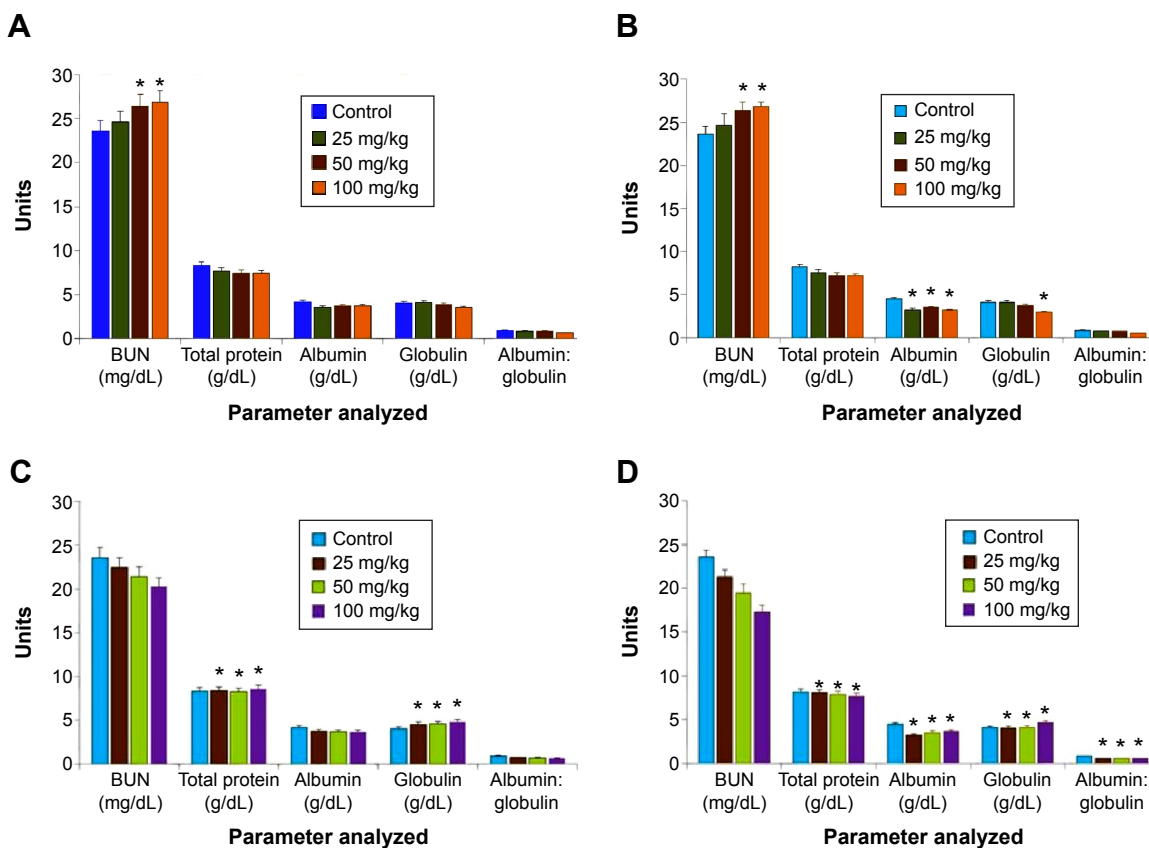 A
30
25
20
15
10
5
0
Units
* *
Control
25 mg/kg
50 mg/kg
100 mg/kg
BUN Total protein Albumin Globulin Albumin:
(mg/dL) (g/dL) (g/dL) (g/dL) globulin
Parameter analyzed
B
30
25
20
15
10
5
0
Units
* *
* * *
*
Control
25 mg/kg
50 mg/kg
100 mg/kg
BUN Total protein Albumin Globulin Albumin:
(mg/dL) (g/dL) (g/dL) (g/dL) globulin
Parameter analyzed
C
30
25
20
15
10
5
0
Units
* * *
* * *
Control
25 mg/kg
50 mg/kg
100 mg/kg
BUN Total protein Albumin Globulin Albumin:
(mg/dL) (g/dL) (g/dL) (g/dL) globulin
Parameter analyzed
D
30
25
20
15
10
5
0
Units
* * *
* * *
* * *
* * *
Control
25 mg/kg
50 mg/kg
100 mg/kg
BUN Total protein Albumin Globulin Albumin:
(mg/dL) (g/dL) (g/dL) (g/dL) globulin
Parameter analyzed